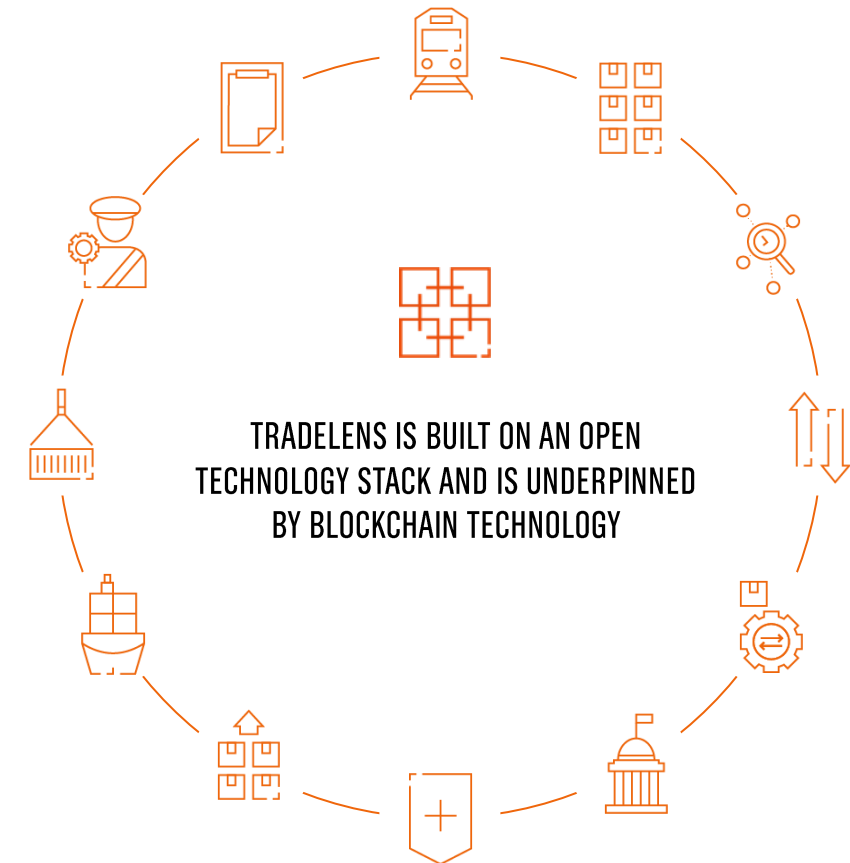 TRADELENS IS BUILT ON AN OPEN
TECHNOLOGY STACK AND IS UNDERPINNED
BY BLOCKCHAIN TECHNOLOGY